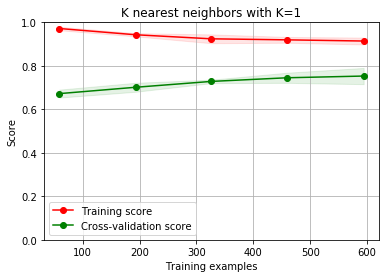 K nearest neighbors with K=1
1.0
0.8
0.6
0.4
0.2
0.0
Score
Training score
Cross-validation score
100 200 300 400 500 600
Training examples